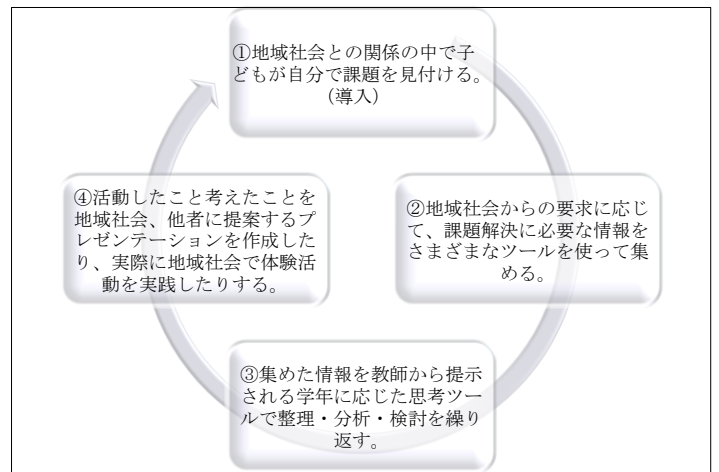 ①地域社会との関係の中で子
どもが自分で課題を見付ける。
（導入）
②地域社会からの要求に応じ
て、課題解決に必要な情報を
さまざまなツールを使って集
める。
③集めた情報を教師から提示
される学年に応じた思考ツー
ルで整理・分析・検討を繰り
返す。
④活動したこと考えたことを
地域社会、他者に提案するプ
レゼンテーションを作成した
り、実際に地域社会で体験活
動を実践したりする。